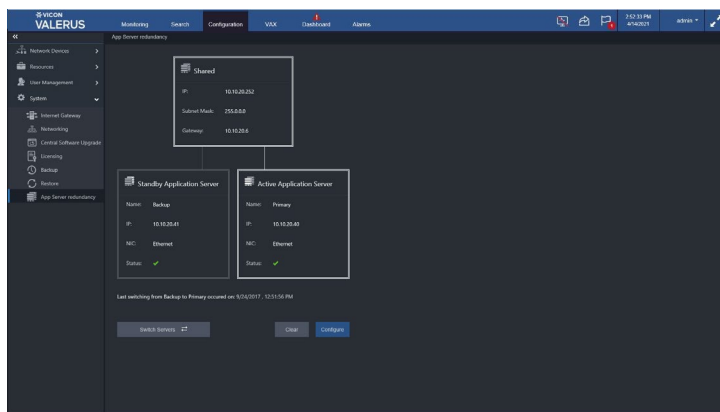 VICON
VALERUS
Monitoring Search Configuration VAX Dashboard Alarms
2:52:33 PM
4/14/2021
admin
App Server redundancy
Network Devices
Resources
User Management
System
Internet Gateway
Networking
Central Software Upgrade
Licensing
Backup
Restore
App Server redundancy
Shared
IP: 10.10.20.252
Subnet Mask: 255.0.0.0
Gateway: 10.10.20.6
Standby Application Server
Name: Backup
IP: 10.10.20.41
NIC: Ethernet
Status:
Active Application Server
Name: Primary
IP: 10.10.20.40
NIC: Ethernet
Status:
Last switching from Backup to Primary occured on: 9/24/2017 , 12:51:56 PM
Switch Servers Clear Configure